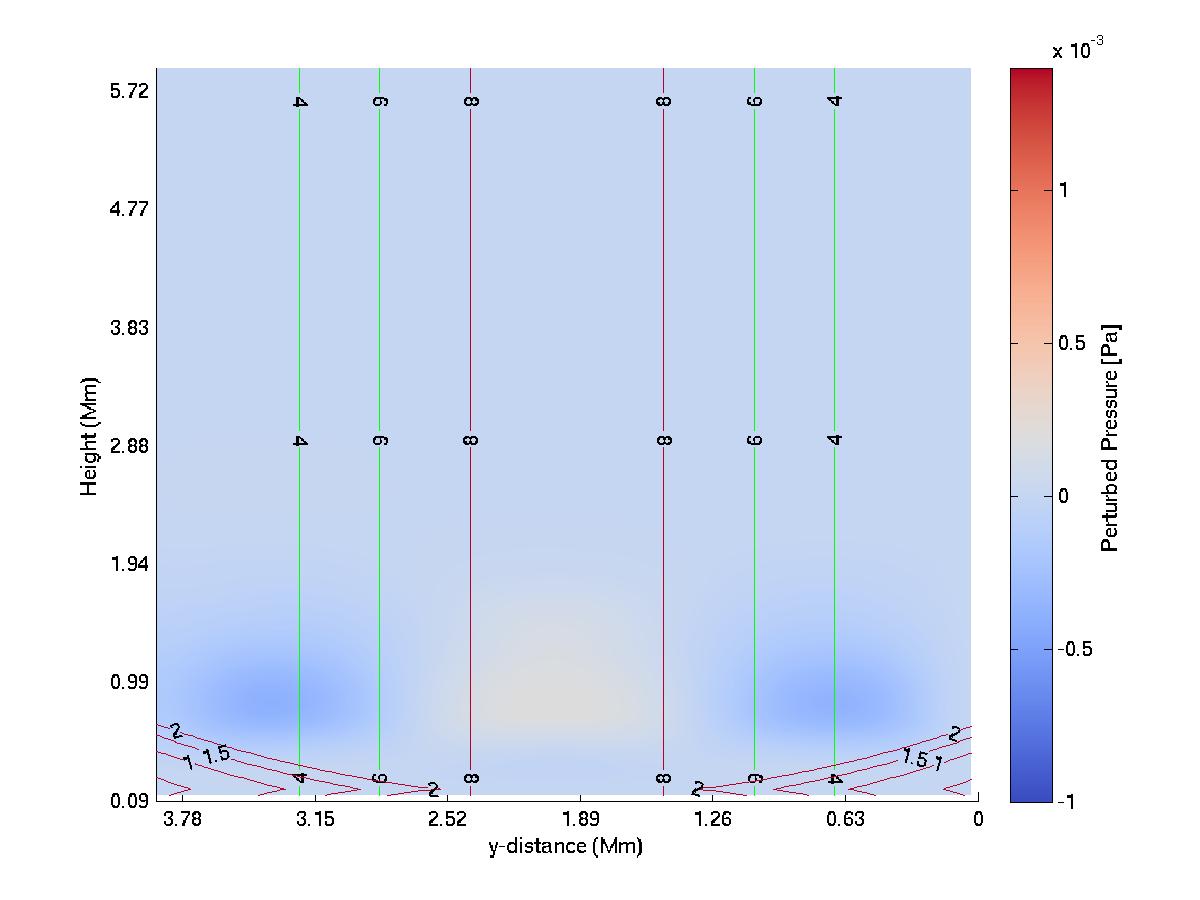 x 10-3
5.72
4 6 8 8 6 4
1
4.77
3.83
0.5
Height (Mm)
2.88
4 6 8 8 6 4
Perturbed Pressure [Pa]
0
1.94
-0.5
0.99
2 2
1 1.5 1.5 1
4 6 8 8 6 4
2 2
0.09
-1
3.78 3.15 2.52 1.89 1.26 0.63 0
y-distance (Mm)